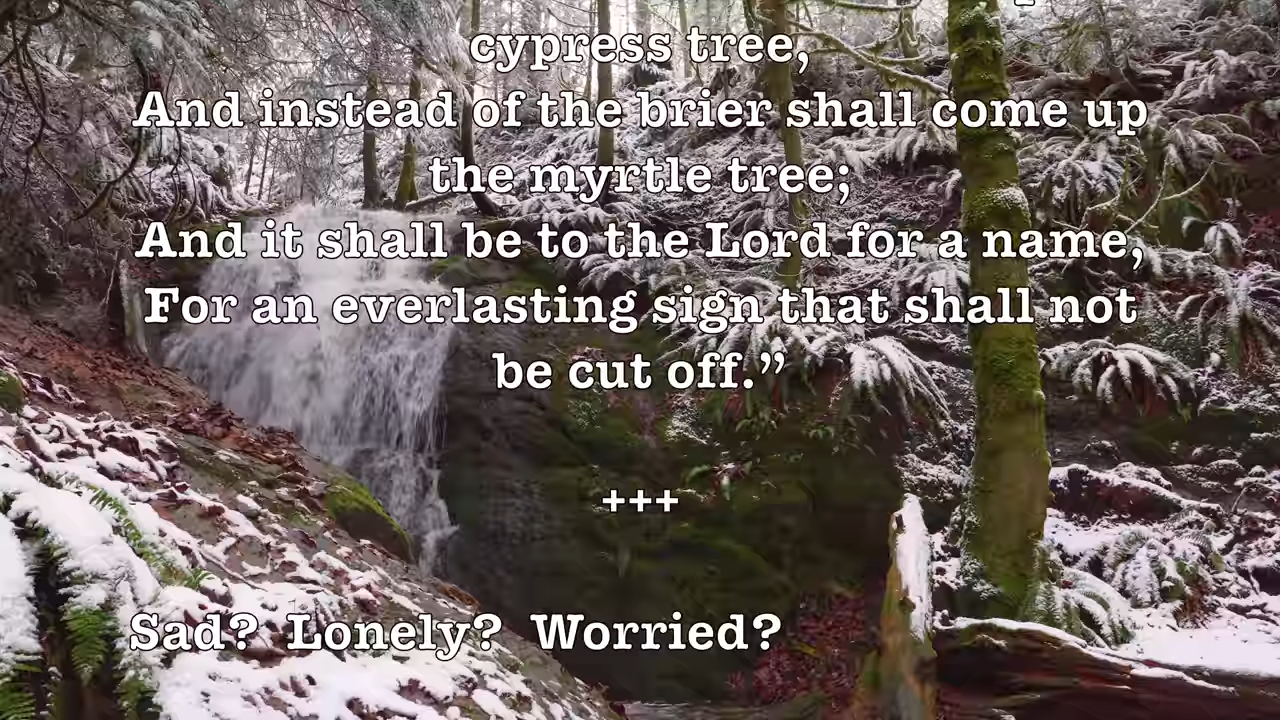 cypress tree,
And instead of the brier shall come up
the myrtle tree;
And it shall be to the Lord for a name,
For an everlasting sign that shall not
be cut off.”
+++
Sad?  Lonely?  Worried?